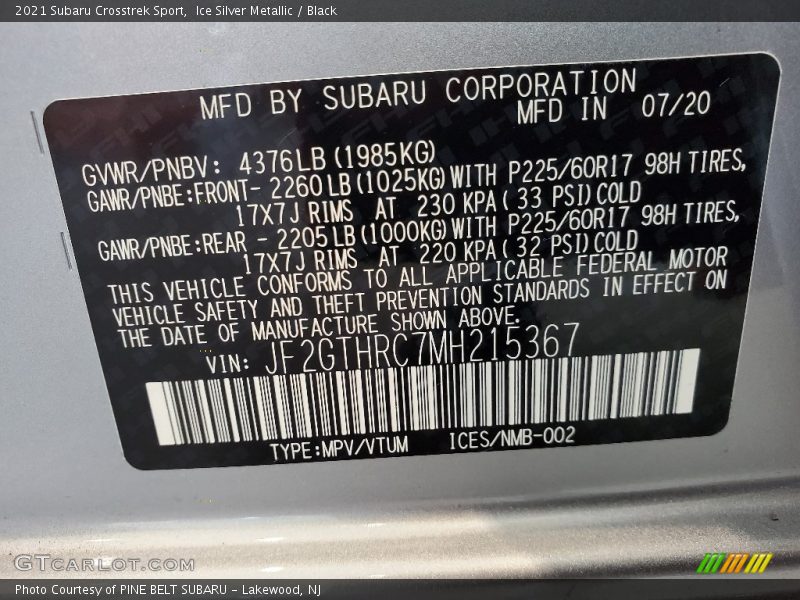 2021 Subaru Crosstrek Sport,  Ice Silver Metallic / Black
MFD BY SUBARU CORPORATION
MFD IN 07/20
GVWR/PNBV: 4376LB(1985KG)
GAWR/PNBE:FRONT- 2260LB(1025KG)WITH P225/60R17 98H TIRES,
17X7J RIMS AT 230 KPA( 33 PSI)COLD
GAWR/PNBE:REAR - 2205LB(1000KG)WITH P225/60R17 98H TIRES,
17X7J RIMS AT 220 KPA( 32 PSI)COLD
THIS VEHICLE CONFORMS TO ALL APPLICABLE FEDERAL MOTOR
VEHICLE SAFETY AND THEFT PREVENTION STANDARDS IN EFFECT ON
THE DATE OF MANUFACTURE SHOWN ABOVE.
VIN: JF2GTHRC7MH215367
TYPE:MPV/VTUM ICES/NMB-002
GTCARLOT.COM
Photo Courtesy of PINE BELT SUBARU - Lakewood, NJ